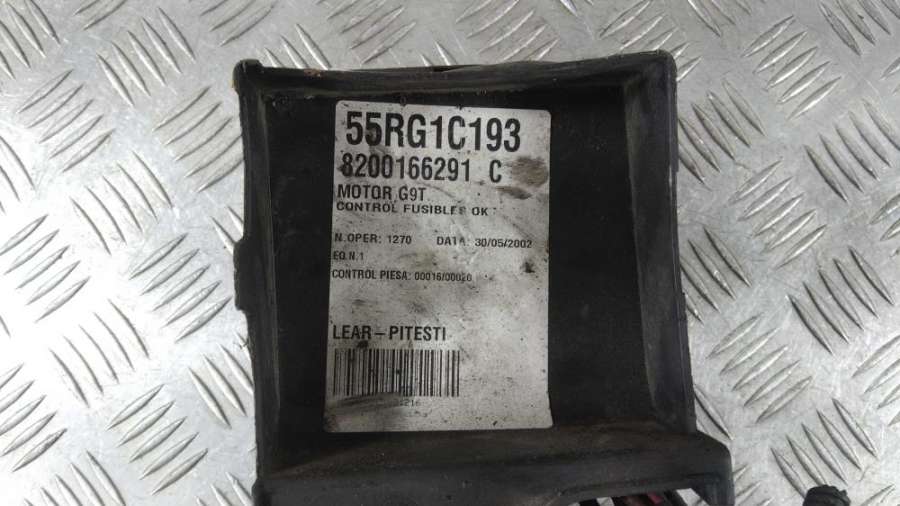 55RG1C193
8200166291 C
MOTOR G9T
CONTROL FUSIBLES OK
N.OPER: 1270 DATA: 30/05/2002
EQ.N.1
CONTROL PIESA: 00016/00020
LEAR-PITESTI